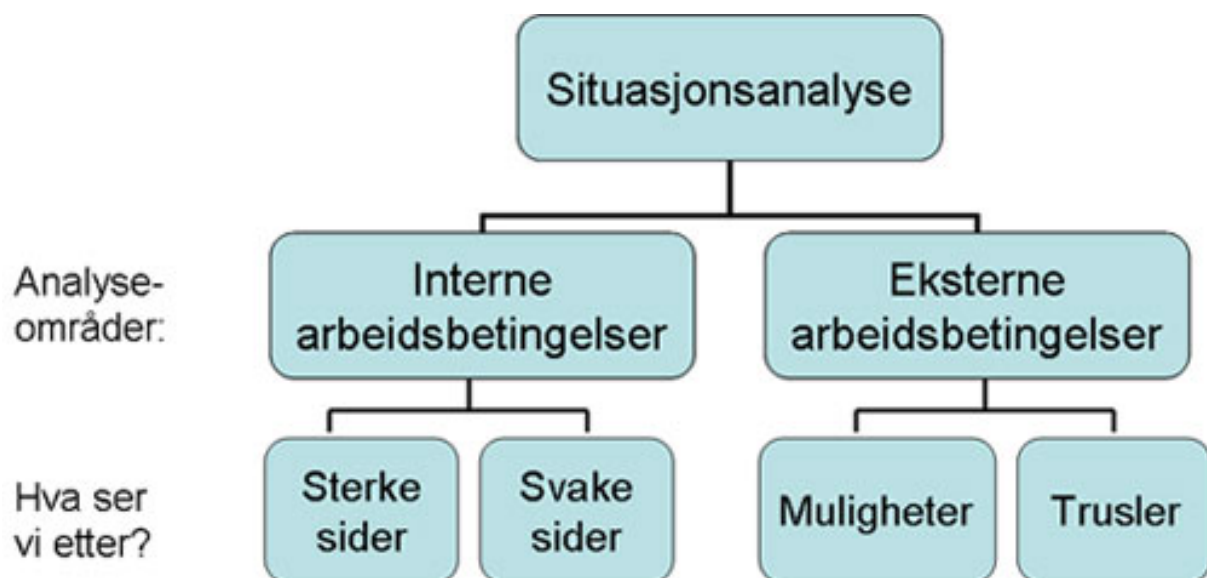 Situasjonsanalyse
Analyse-
områder:
Interne
arbeidsbetingelser
Eksterne
arbeidsbetingelser
Hva ser
vi etter?
Sterke
sider
Svake
sider
Muligheter
Trusler